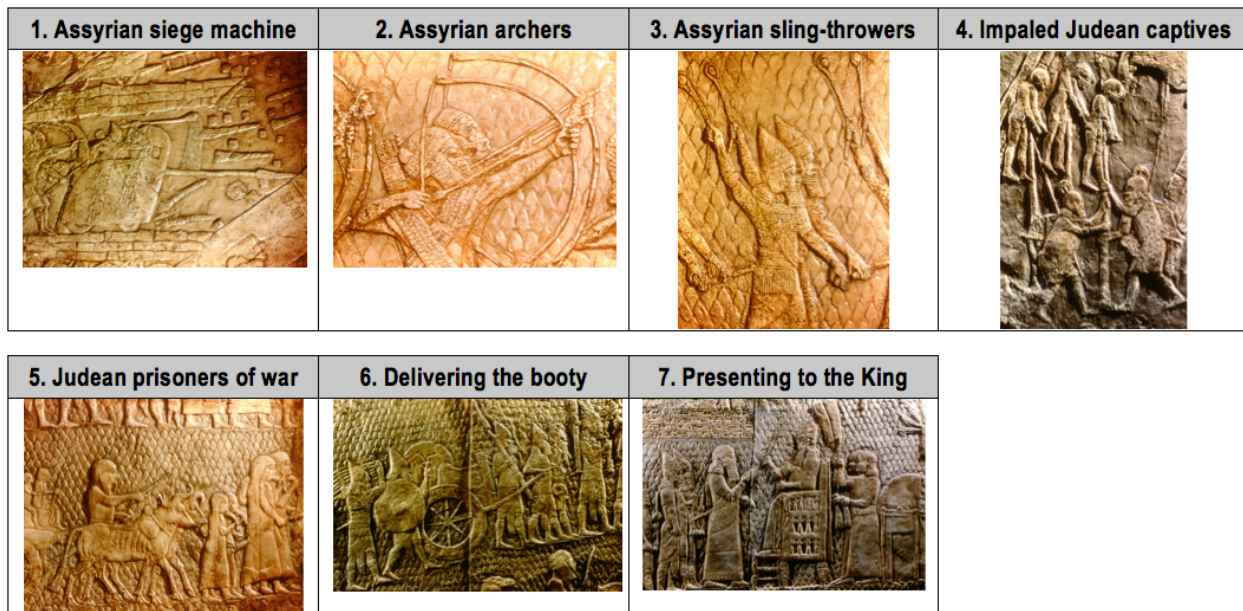 1. Assyrian siege machine
2. Assyrian archers
3. Assyrian sling-throwers
4. Impaled Judean captives
5. Judean prisoners of war
6. Delivering the booty
7. Presenting to the King